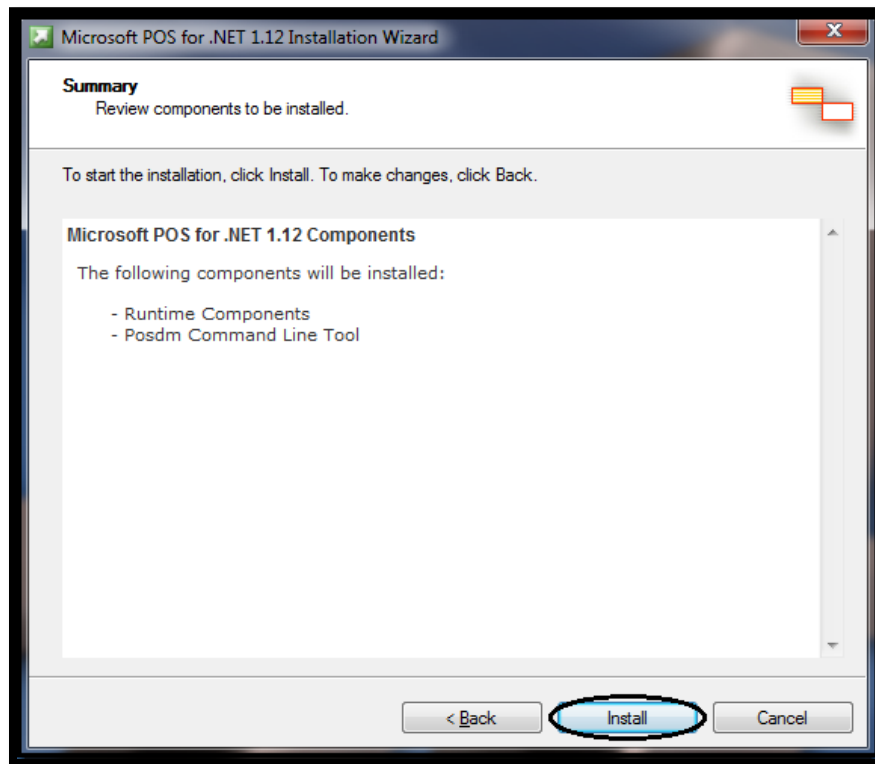 Microsoft POS for .NET 1.12 Installation Wizard
Summary
Review components to be installed.
To start the installation, click Install. To make changes, click Back.
Microsoft POS for .NET 1.12 Components
The following components will be installed:
- Runtime Components
- Posdm Command Line Tool
< Back Install Cancel